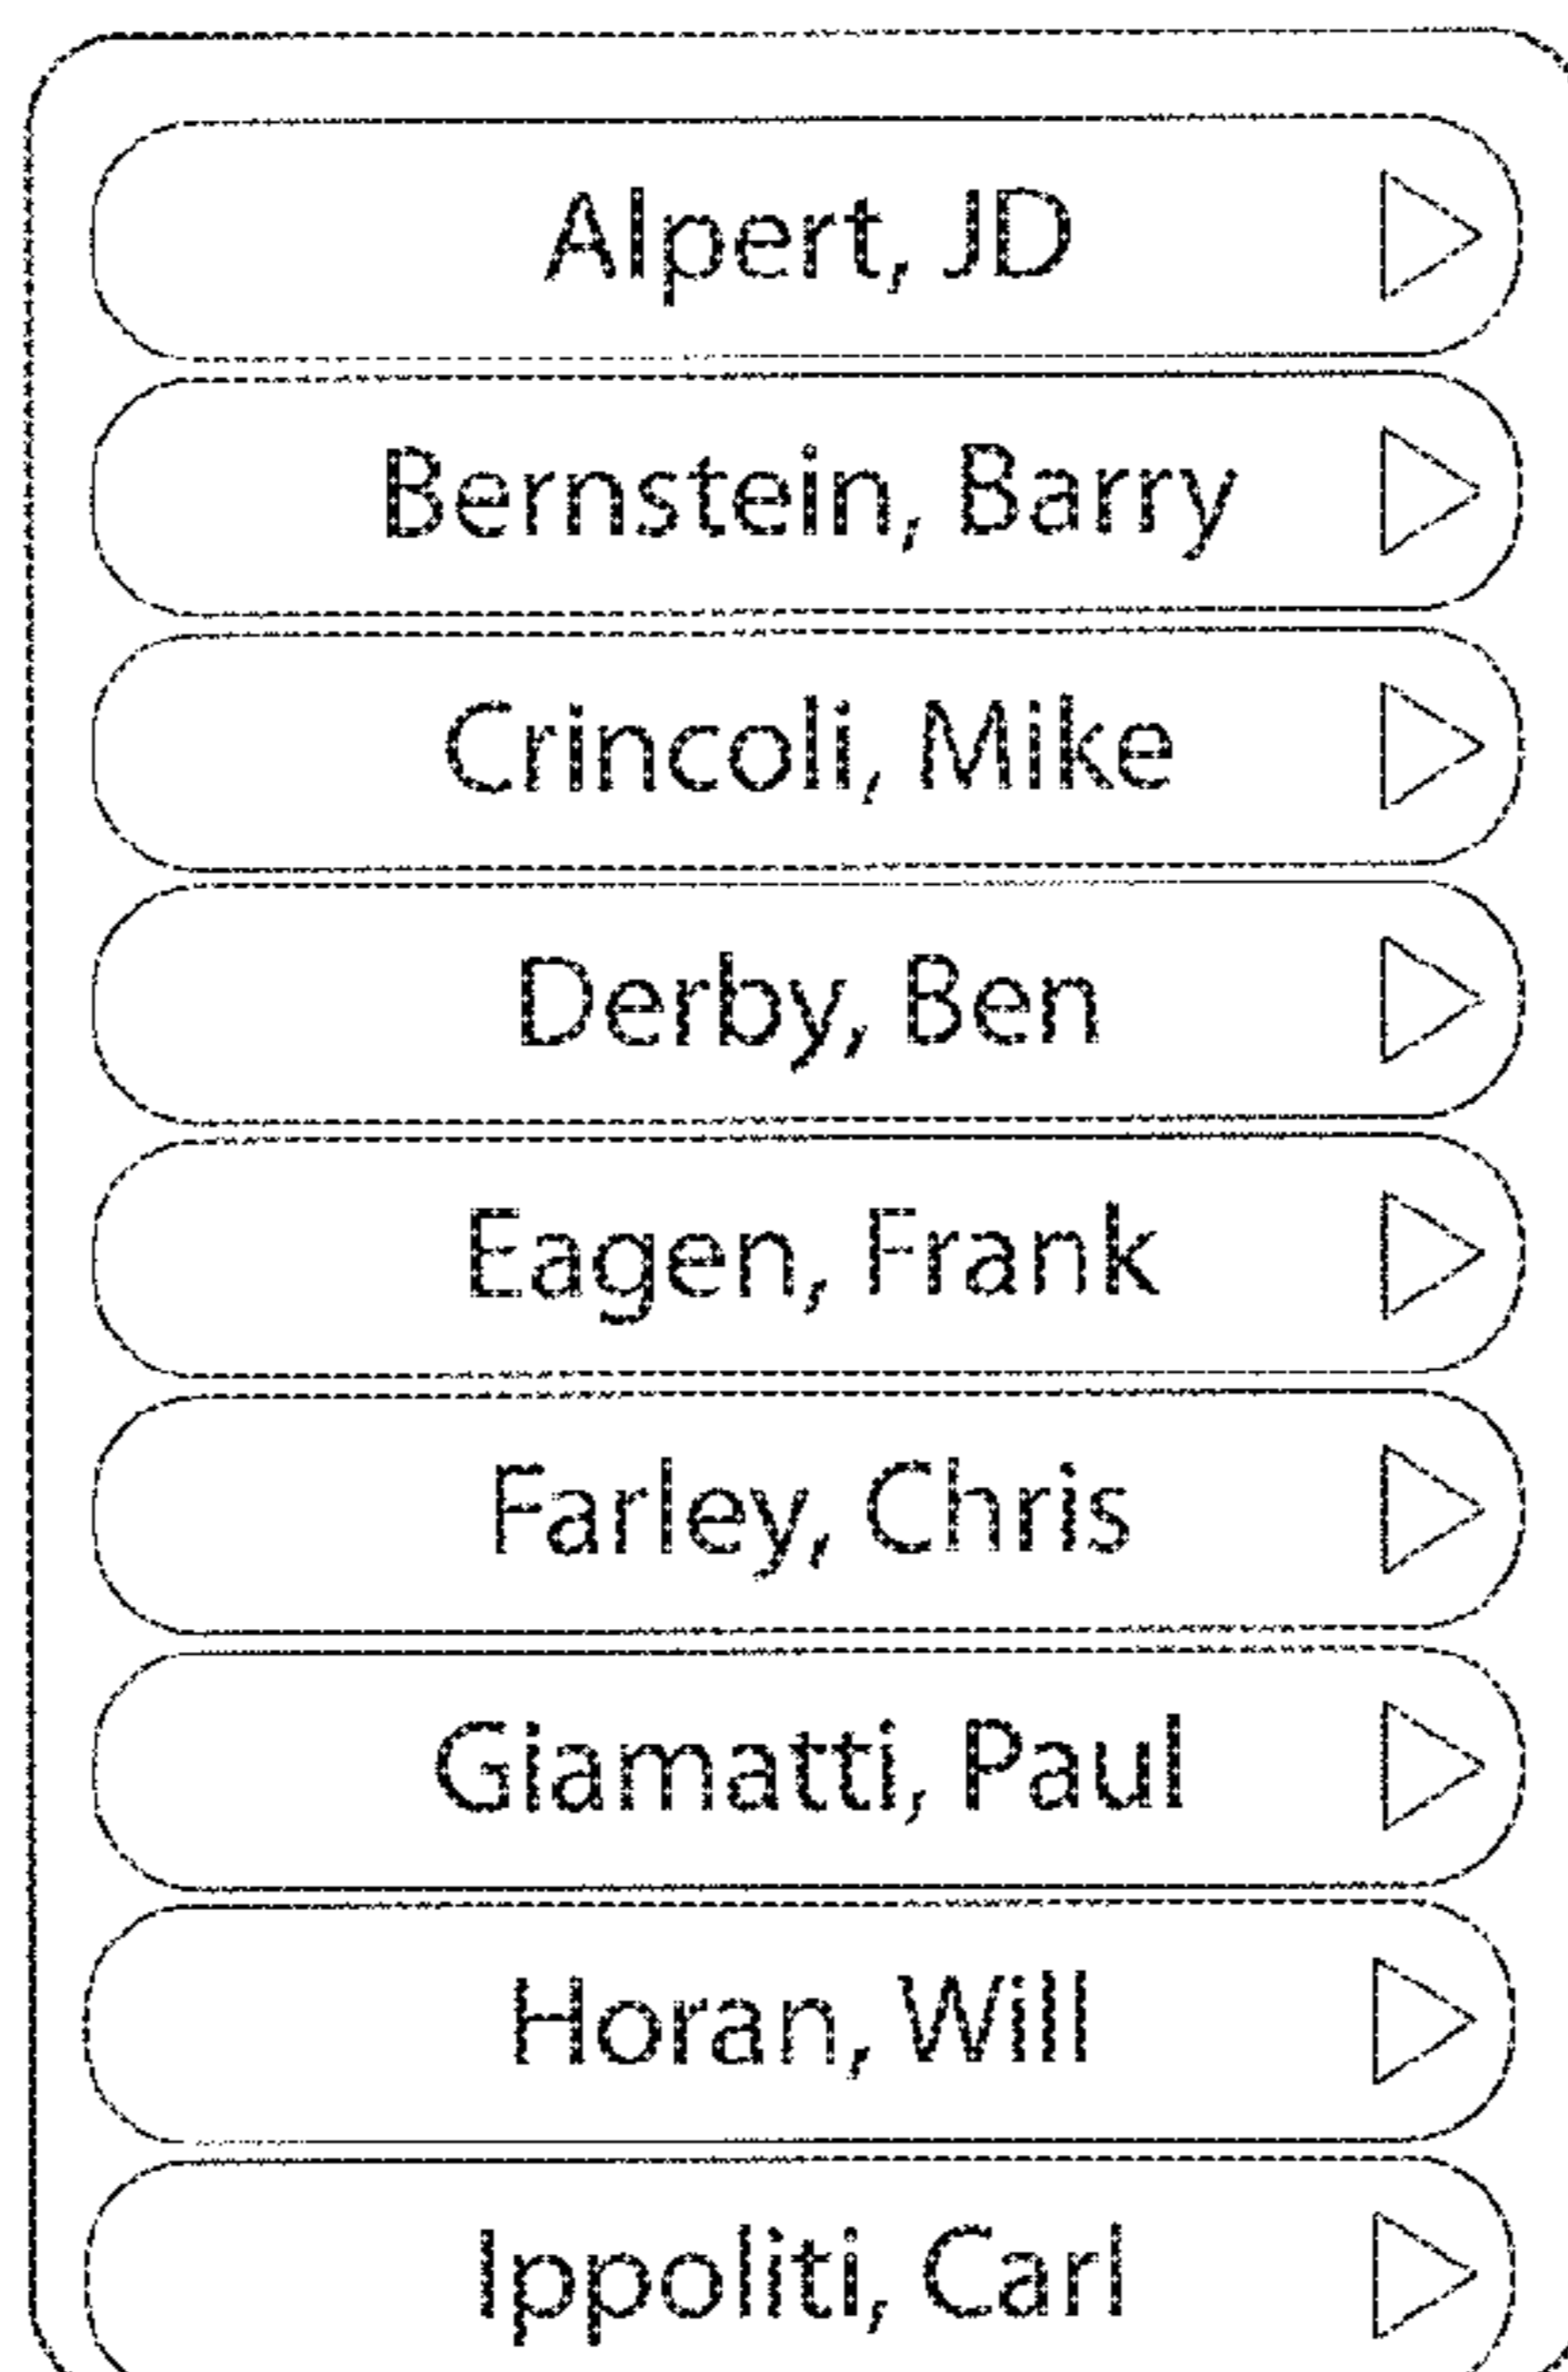 Alpert, JD
Bernstein, Barry
Crincoli, Mike
Derby, Ben
Eagen, Frank
Farley, Chris
Giamatti, Paul
Horan, Will
Ippoliti, Carl